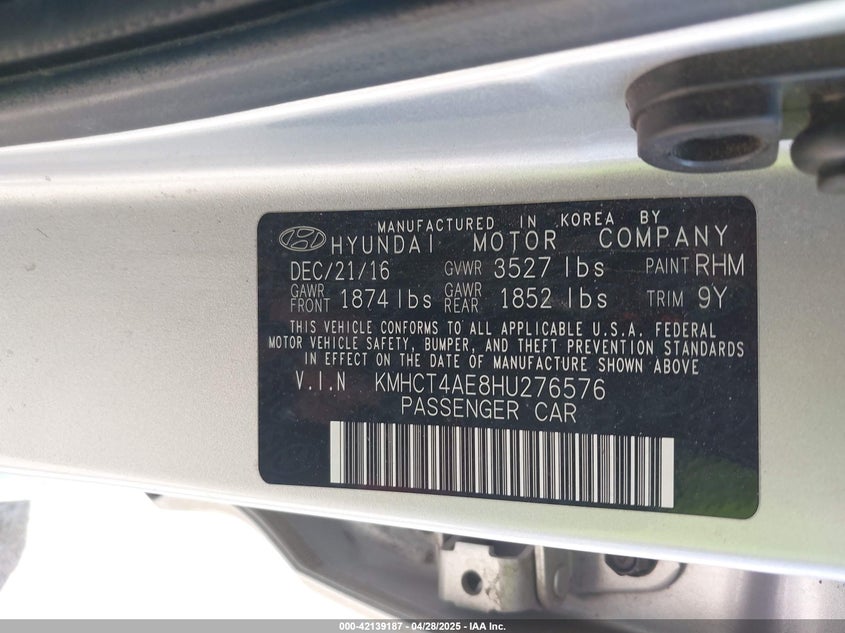 MANUFACTURED IN KOREA BY
HYUNDAI MOTOR COMPANY
DEC/21/16 GVWR 3527 lbs PAINT RHM
GAWR FRONT 1874 lbs GAWR REAR 1852 lbs TRIM 9Y
THIS VEHICLE CONFORMS TO ALL APPLICABLE U.S.A. FEDERAL
MOTOR VEHICLE SAFETY, BUMPER, AND THEFT PREVENTION STANDARDS
IN EFFECT ON THE DATE OF MANUFACTURE SHOWN ABOVE
V.I.N KMHCT4AE8HU276576
PASSENGER CAR
000-42139187 - 04/28/2025 - IAA Inc.